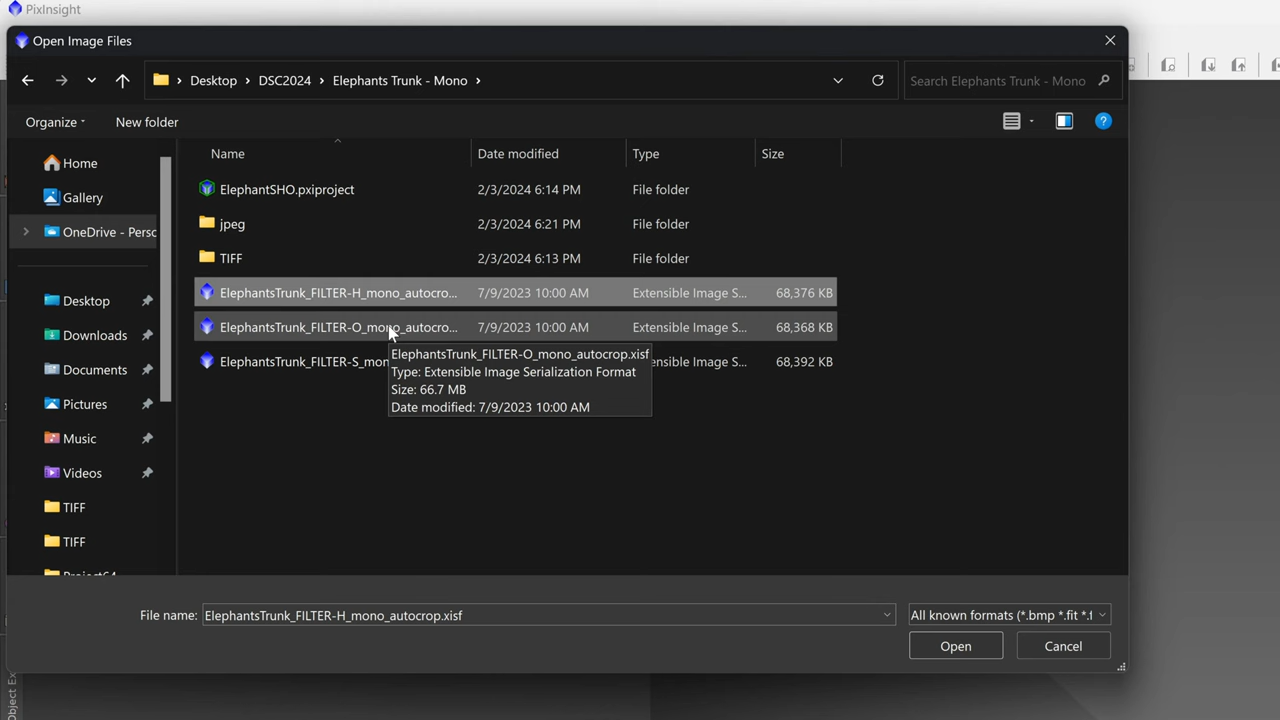 PixInsight
Open Image Files
Desktop > DSC2024 > Elephants Trunk - Mono >
Search Elephants Trunk - Mono
Organize
New folder
Name
Date modified
Type
Size
Home
Gallery
OneDrive - Perso
Desktop
Downloads
Documents
Pictures
Music
Videos
TIFF
TIFF
Project64
ElephantSHO.pxiproject 2/3/2024 6:14 PM File folder
jpeg 2/3/2024 6:21 PM File folder
TIFF 2/3/2024 6:13 PM File folder
ElephantsTrunk_FILTER-H_mono_autocro... 7/9/2023 10:00 AM Extensible Image S... 68,376 KB
ElephantsTrunk_FILTER-O_mono_autocro... 7/9/2023 10:00 AM Extensible Image S... 68,368 KB
ElephantsTrunk_FILTER-S_mon ensible Image S... 68,392 KB
ElephantsTrunk_FILTER-O_mono_autocrop.xisf
Type: Extensible Image Serialization Format
Size: 66.7 MB
Date modified: 7/9/2023 10:00 AM
File name: ElephantsTrunk_FILTER-H_mono_autocrop.xisf
All known formats (*.bmp *.fit *.f
Open
Cancel
Object Ex